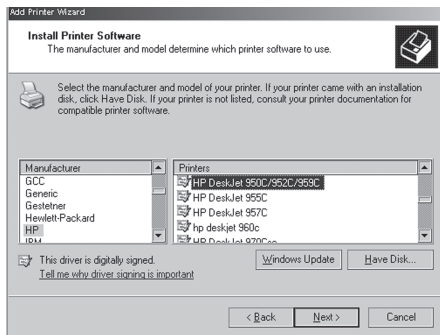 Add Printer Wizard
Install Printer Software
The manufacturer and model determine which printer software to use.
Select the manufacturer and model of your printer. If your printer came with an installation
disk, click Have Disk. If your printer is not listed, consult your printer documentation for
compatible printer software.
Manufacturer
GCC
Generic
Gestetner
Hewlett-Packard
HP
IBM
Printers
HP DeskJet 950C/952C/959C
HP DeskJet 955C
HP DeskJet 957C
hp deskjet 960c
HP DeskJet 970Cse
This driver is digitally signed.
Tell me why driver signing is important
Windows Update
Have Disk...
< Back
Next >
Cancel